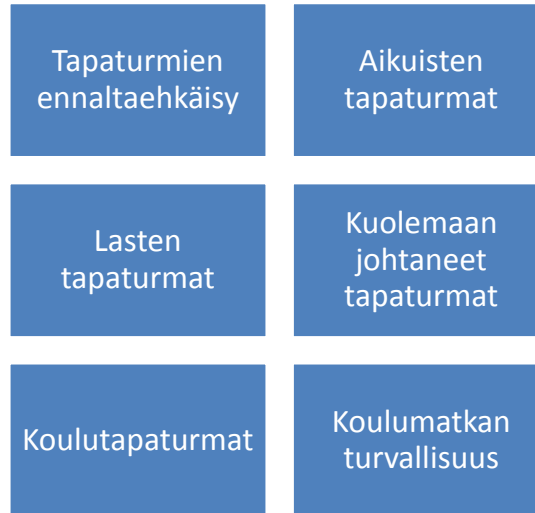 Tapaturmien
ennaltaehkäisy
Aikuisten
tapaturmat
Lasten
tapaturmat
Kuolemaan
johtaneet
tapaturmat
Koulutapaturmat
Koulumatkan
turvallisuus